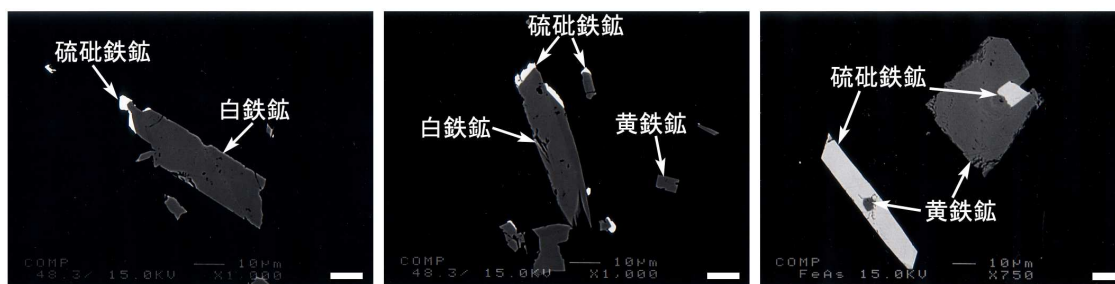 硫砒鉄鉱
白鉄鉱
COMP 10μm
48.3/ 15.0KV X1,000
硫砒鉄鉱
白鉄鉱
黄鉄鉱
COMP 10μm
48.3/ 15.0KV X1,000
硫砒鉄鉱
黄鉄鉱
COMP 10μm
FeAs 15.0KV X750